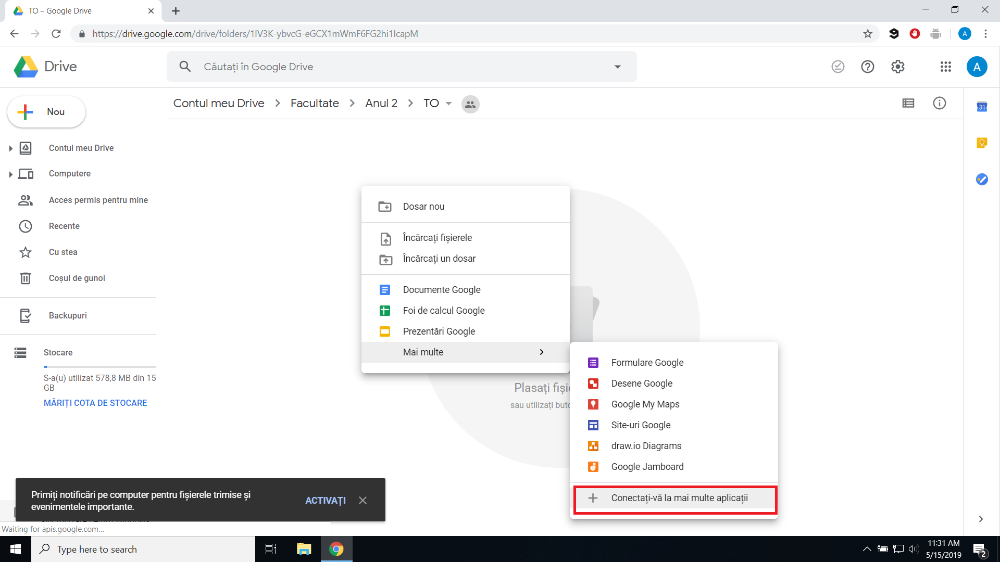 TO – Google Drive
https://drive.google.com/drive/folders/1IV3K-ybvcG-eGCX1mWmF6FG2hi1IcapM
A
Drive
Căutați în Google Drive
A
Contul meu Drive
Facultate
Anul 2
TO
31
Nou
Contul meu Drive
Computere
Acces permis pentru mine
Recente
Cu stea
Coșul de gunoi
Backupuri
Stocare
S-a(u) utilizat 578,8 MB din 15
GB
MĂRIȚI COTA DE STOCARE
Dosar nou
Încărcați fișierele
Încărcați un dosar
Documente Google
Foi de calcul Google
Prezentări Google
Mai multe
Plasați fiși
sau utilizați buto
Formulare Google
Desene Google
Google My Maps
Site-uri Google
draw.io Diagrams
Google Jamboard
Conectați-vă la mai multe aplicații
Primiți notificări pe computer pentru fișierele trimise și
evenimentele importante.
ACTIVAȚI
Waiting for apis.google.com...
Type here to search
11:31 AM
5/15/2019
2